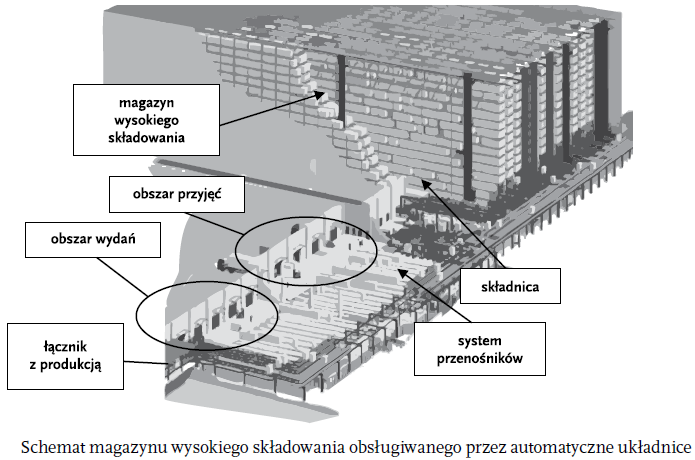 magazyn
wysokiego
składowania
obszar przyjęć
obszar wydań
składnica
łącznik
z produkcją
system
przenośników
Schemat magazynu wysokiego składowania obsługiwanego przez automatyczne układnice